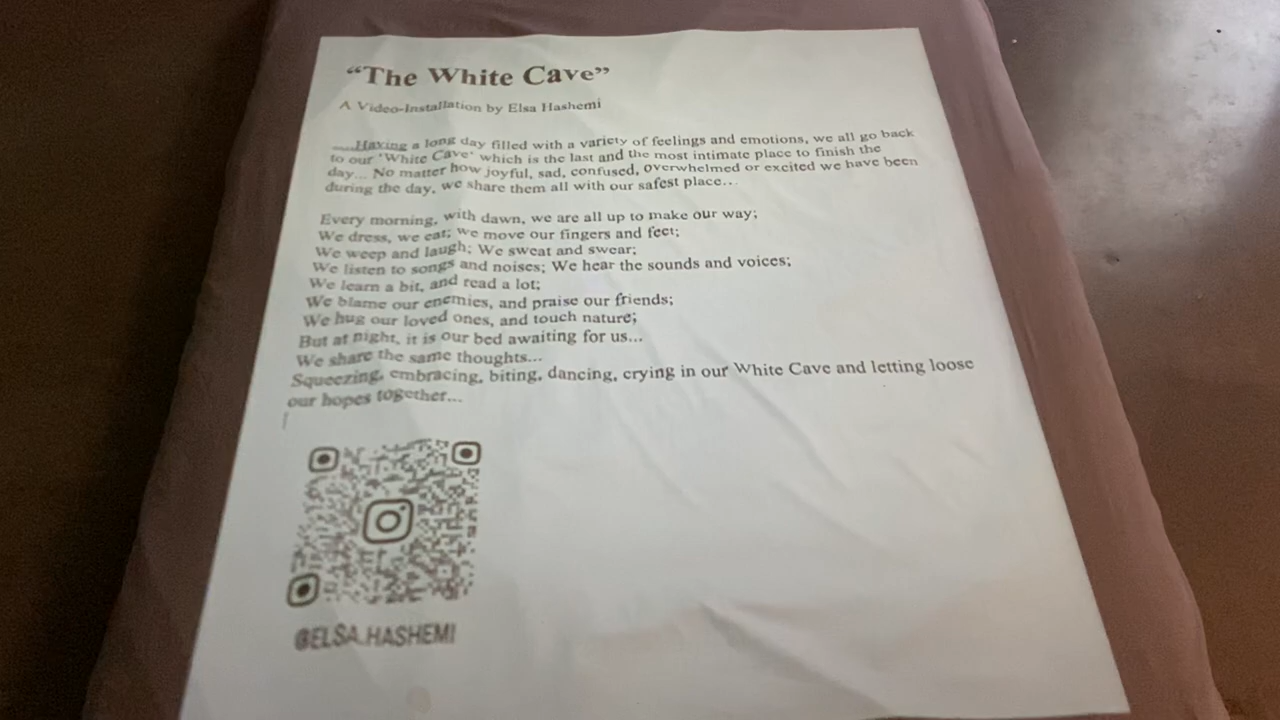 “The White Cave”
A Video-Installation by Elsa Hashemi
.....Having a long day filled with a variety of feelings and emotions, we all go back
to our 'White Cave' which is the last and the most intimate place to finish the
day... No matter how joyful, sad, confused, overwhelmed or excited we have been
during the day, we share them all with our safest place...
Every morning, with dawn, we are all up to make our way;
We dress, we eat; we move our fingers and feet;
We weep and laugh; We sweat and swear;
We listen to songs and noises; We hear the sounds and voices;
We learn a bit, and read a lot;
We blame our enemies, and praise our friends;
We hug our loved ones, and touch nature;
But at night, it is our bed awaiting for us...
We share the same thoughts...
Squeezing, embracing, biting, dancing, crying in our White Cave and letting loose
our hopes together...
@ELSA.HASHEMI